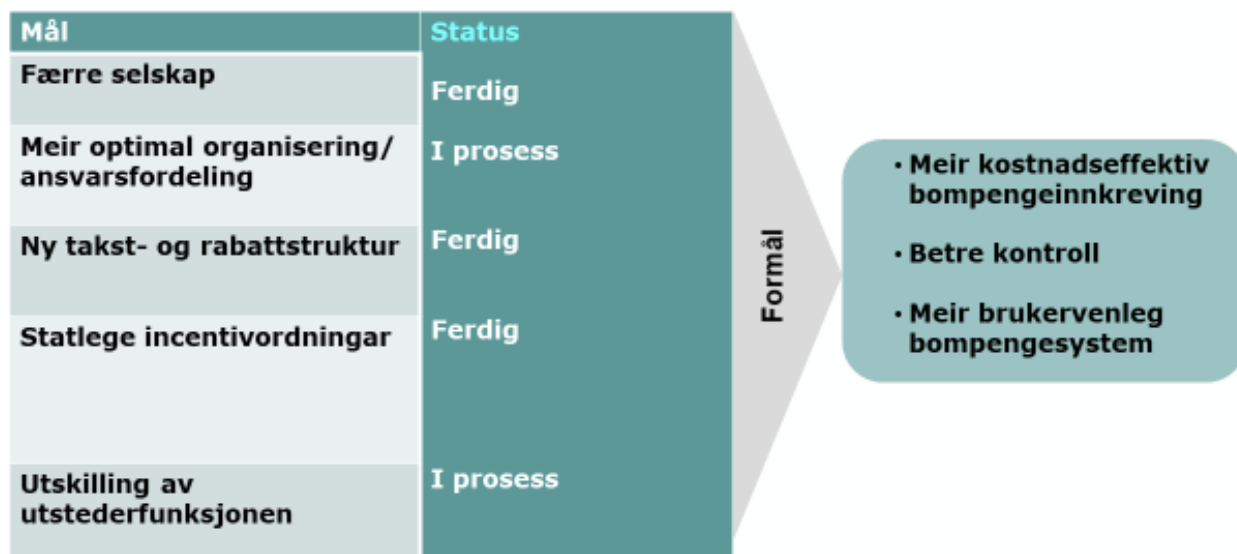 Mål
Status
Færre selskap
Ferdig
Meir optimal organisering/
ansvarsfordeling
I prosess
Ny takst- og rabattstruktur
Ferdig
Statlege incentivordningar
Ferdig
Utskilling av
utstederfunksjonen
I prosess
Formål
• Meir kostnadseffektiv
bompengeinnkreving
• Betre kontroll
• Meir brukervenleg
bompengesystem